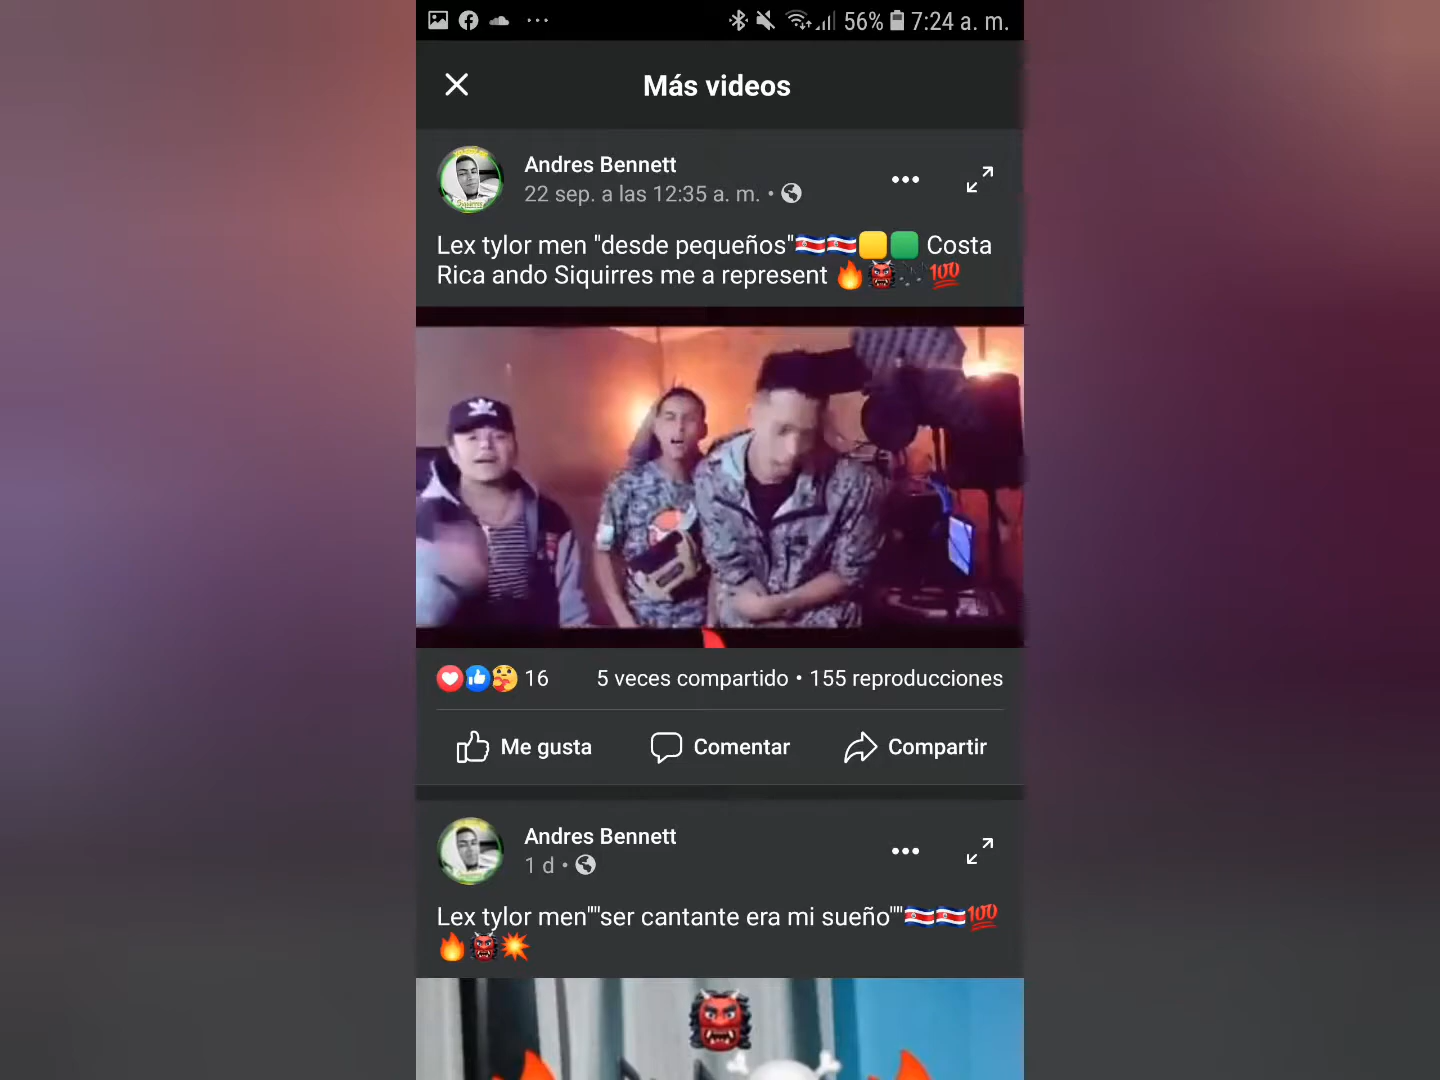 56% 7:24 a. m.
Más videos
Andres Bennett
22 sep. a las 12:35 a. m. •
Lex tylor men "desde pequeños"🇨🇷🇨🇷🟨🟩 Costa
Rica ando Siquirres me a represent 🔥👹🎶💯
16 5 veces compartido • 155 reproducciones
Me gusta Comentar Compartir
Andres Bennett
1 d •
Lex tylor men""ser cantante era mi sueño""🇨🇷🇨🇷💯
🔥👹💥